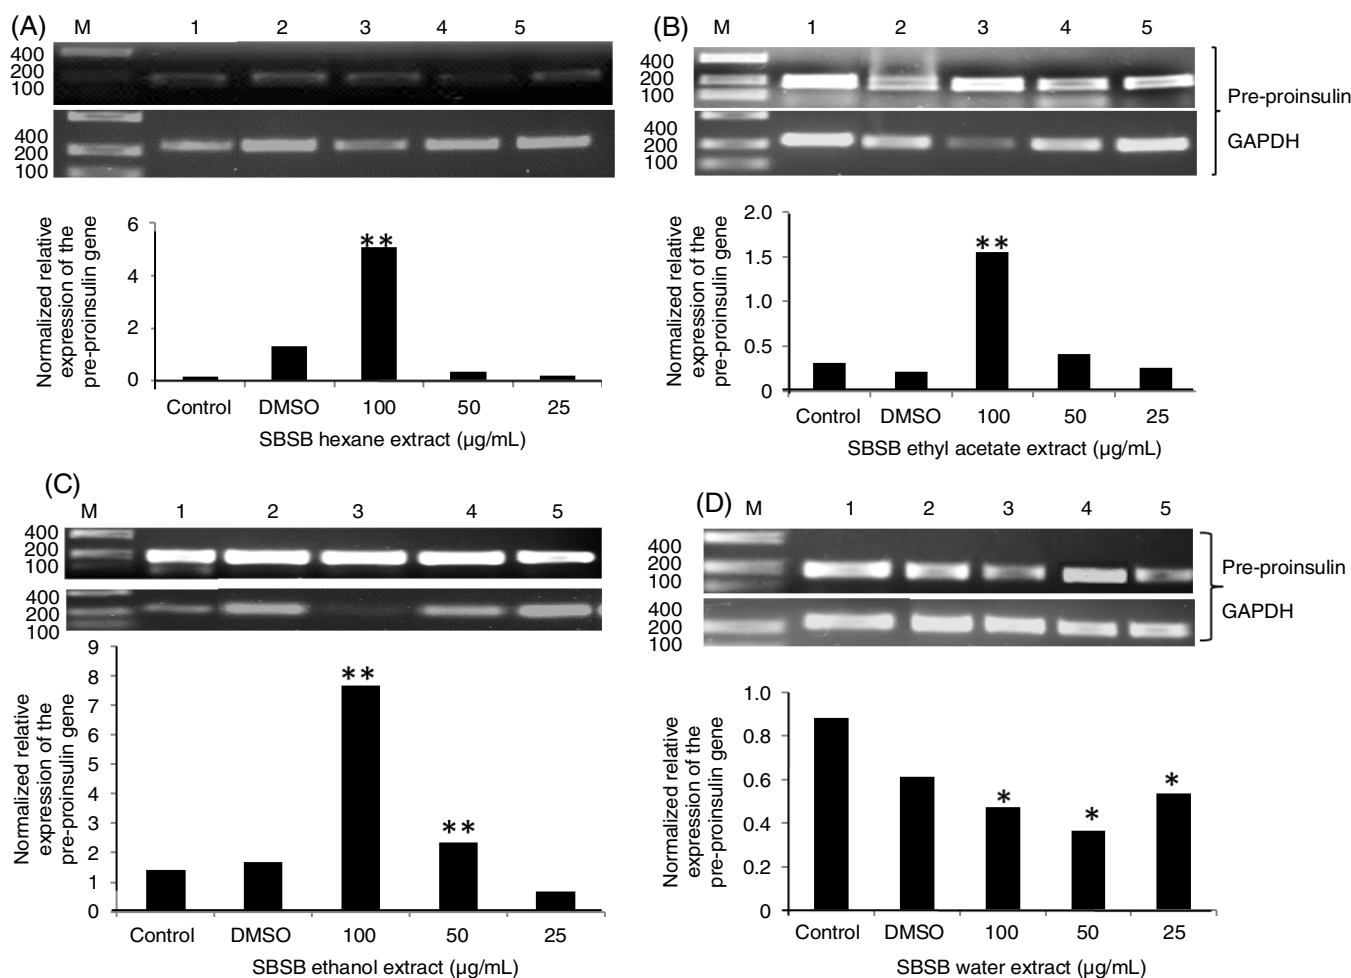 (A)
M 1 2 3 4 5
400
200
100
400
200
100
Normalized relative
expression of the
pre-proinsulin gene
6
4
2
0
**
Control DMSO 100 50 25
SBSB hexane extract (µg/mL)
(B)
M 1 2 3 4 5
400
200
100
400
200
100
Pre-proinsulin
GAPDH
Normalized relative
expression of the
pre-proinsulin gene
2.0
1.5
1.0
0.5
0
**
Control DMSO 100 50 25
SBSB ethyl acetate extract (µg/mL)
(C)
M 1 2 3 4 5
400
200
100
400
200
100
Normalized relative
expression of the
pre-proinsulin gene
9
8
7
6
5
4
3
2
1
0
**
**
Control DMSO 100 50 25
SBSB ethanol extract (µg/mL)
(D)
M 1 2 3 4 5
400
200
100
400
200
100
Pre-proinsulin
GAPDH
Normalized relative
expression of the
pre-proinsulin gene
1.0
0.8
0.6
0.4
0.2
0
* * *
Control DMSO 100 50 25
SBSB water extract (µg/mL)